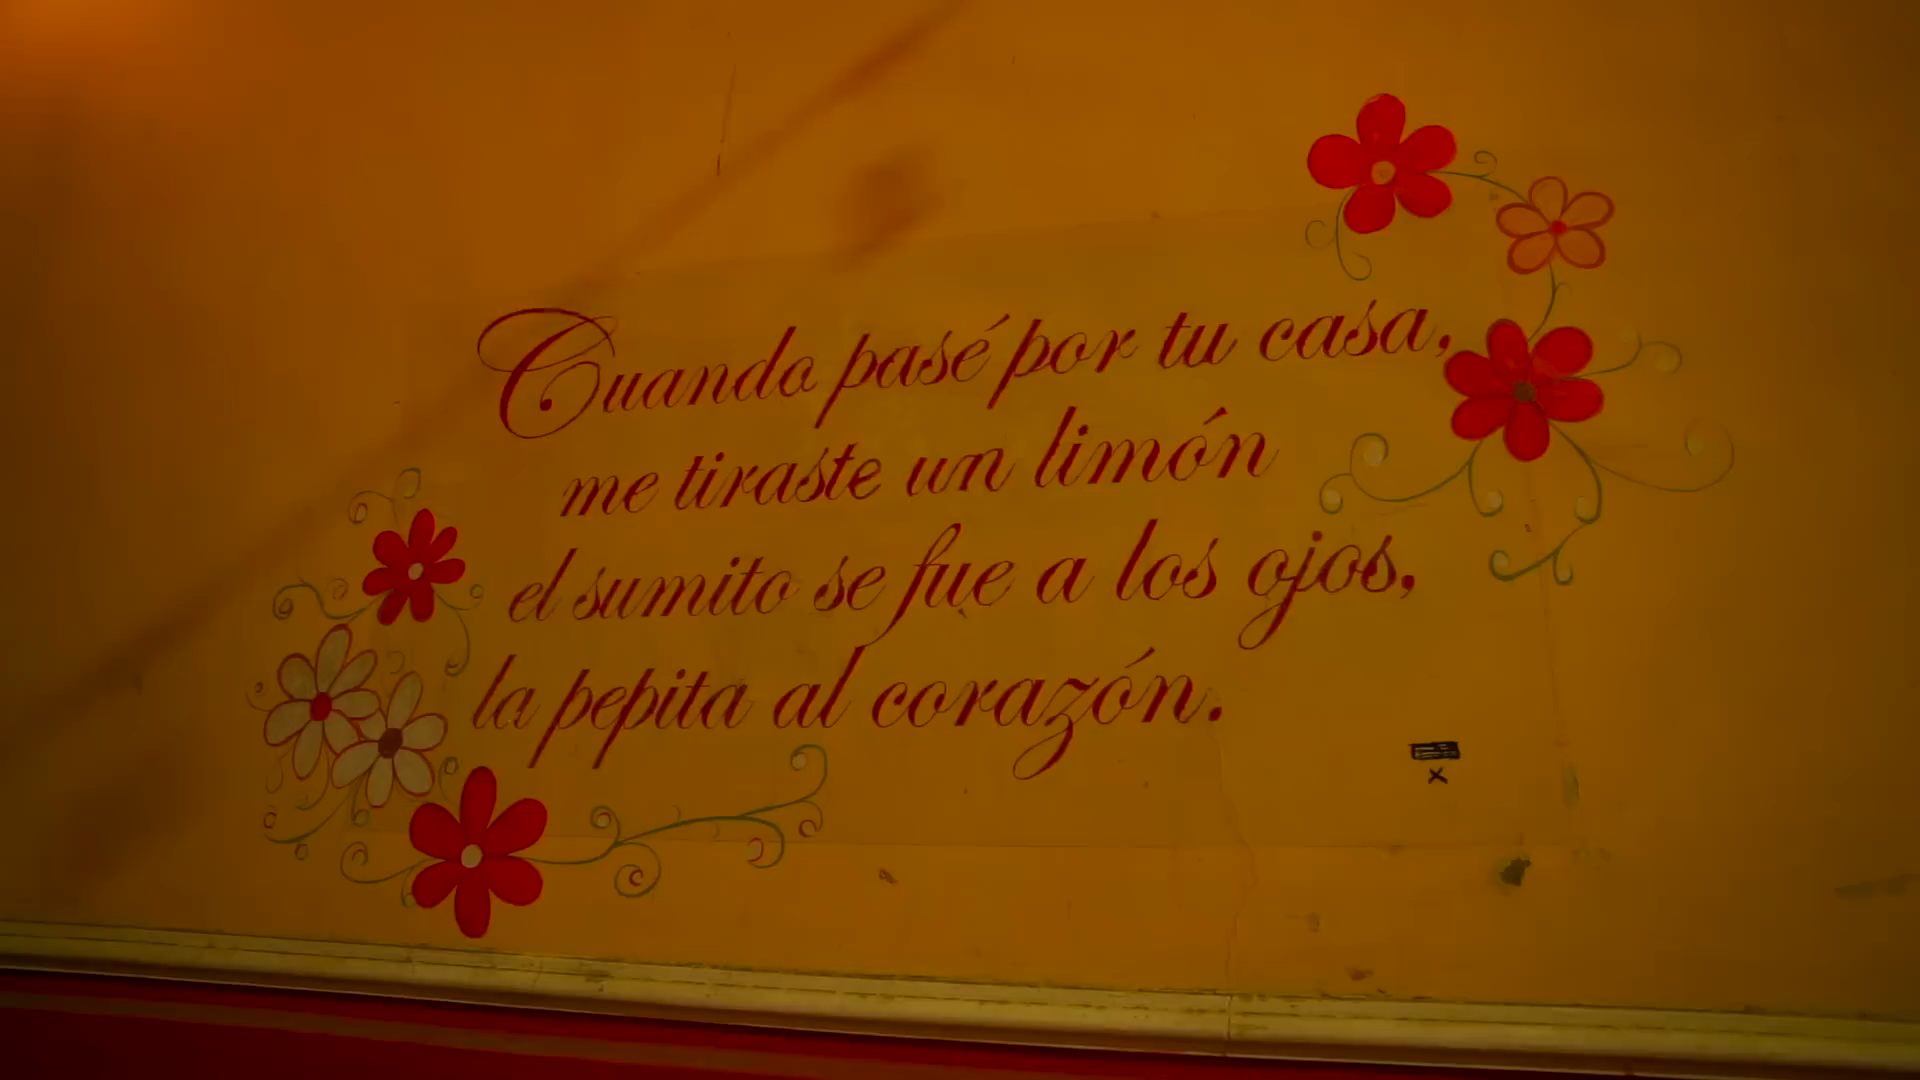 Cuando pasé por tu casa,
me tiraste un limón
el sumito se fue a los ojos,
la pepita al corazón.